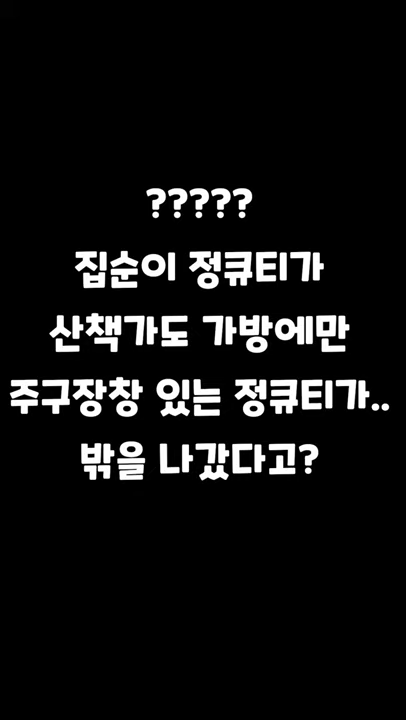 ?????
집순이 정큐티가
산책가도 가방에만
주구장창 있는 정큐티가..
밖을 나갔다고?